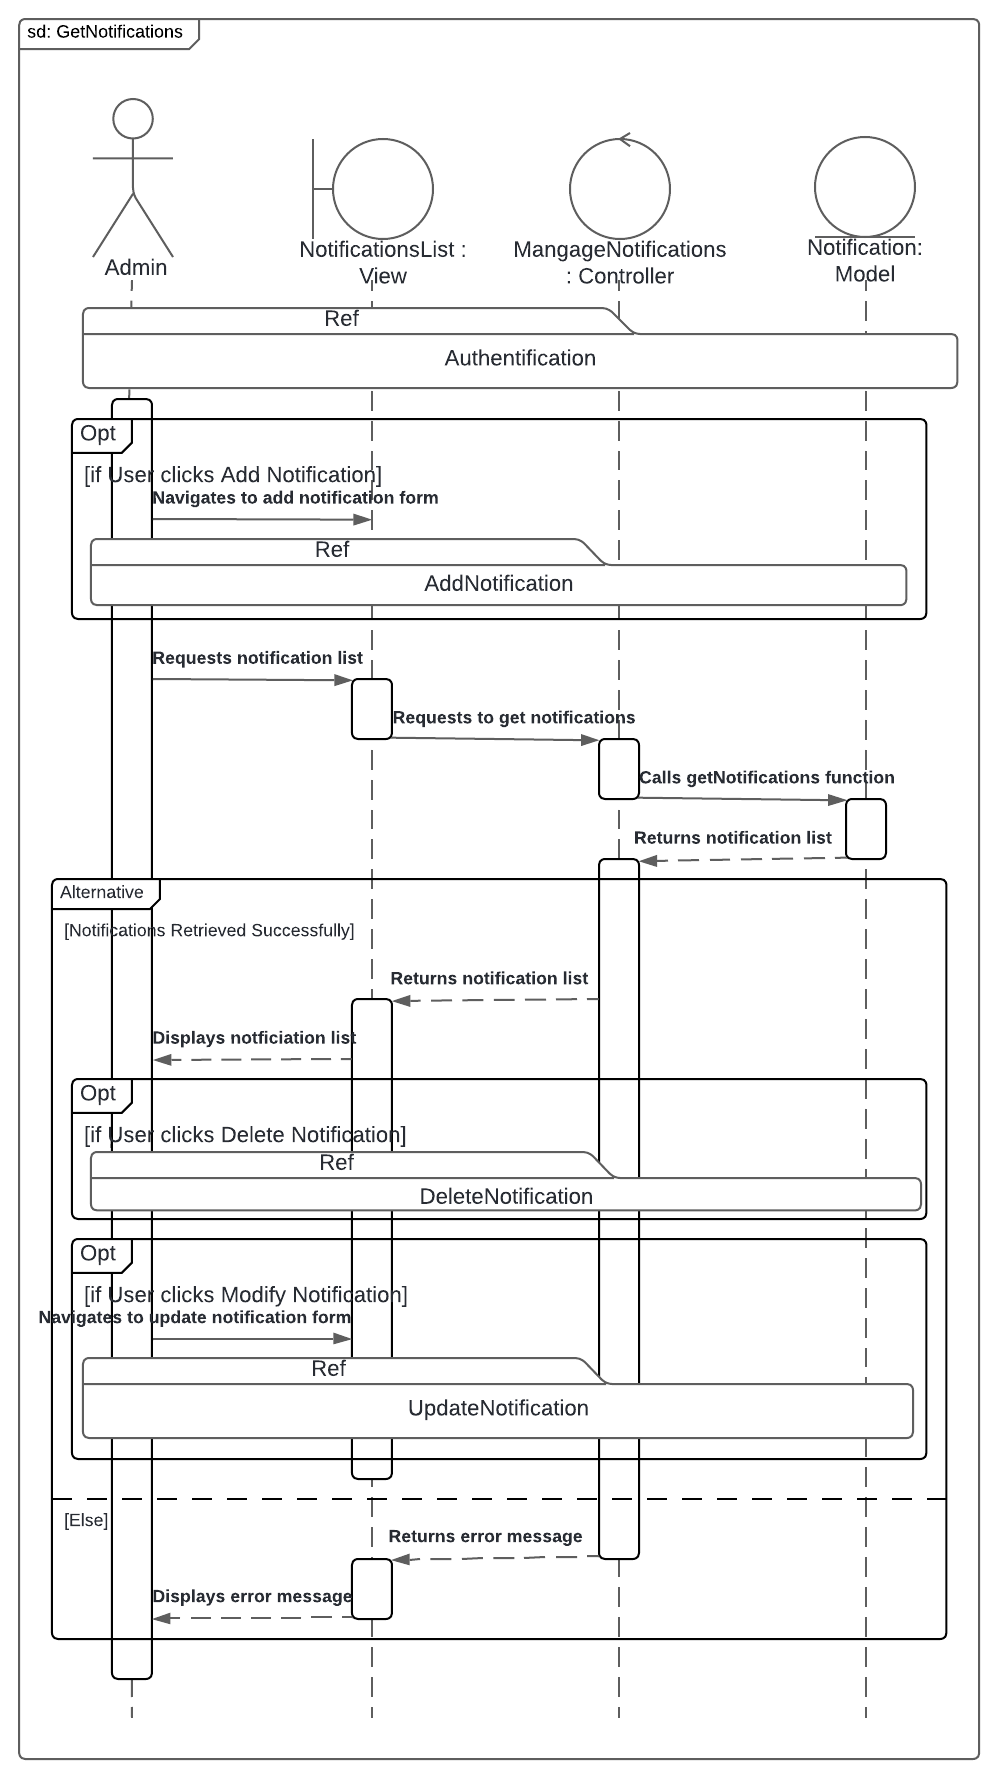 sd: GetNotifications
Admin
NotificationsList :
View
MangageNotifications
: Controller
Notification:
Model
Ref
Authentification
Opt
[if User clicks Add Notification]
Navigates to add notification form
Ref
AddNotification
Requests notification list
Requests to get notifications
Calls getNotifications function
Returns notification list
Alternative
[Notifications Retrieved Successfully]
Returns notification list
Displays notficiation list
Opt
[if User clicks Delete Notification]
Ref
DeleteNotification
Opt
[if User clicks Modify Notification]
Navigates to update notification form
Ref
UpdateNotification
[Else]
Returns error message
Displays error message